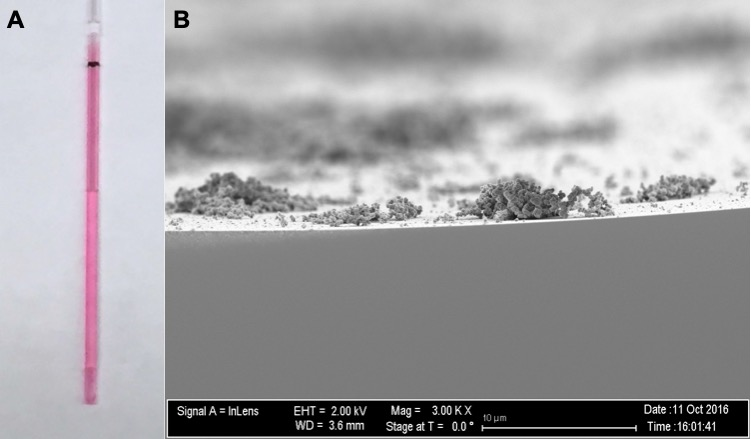 A
B
Signal A = InLens
EHT = 2.00 kV
Mag = 3.00 K X
Date :11 Oct 2016
WD = 3.6 mm
Stage at T = 0.0 °
10 µm
Time :16:01:41